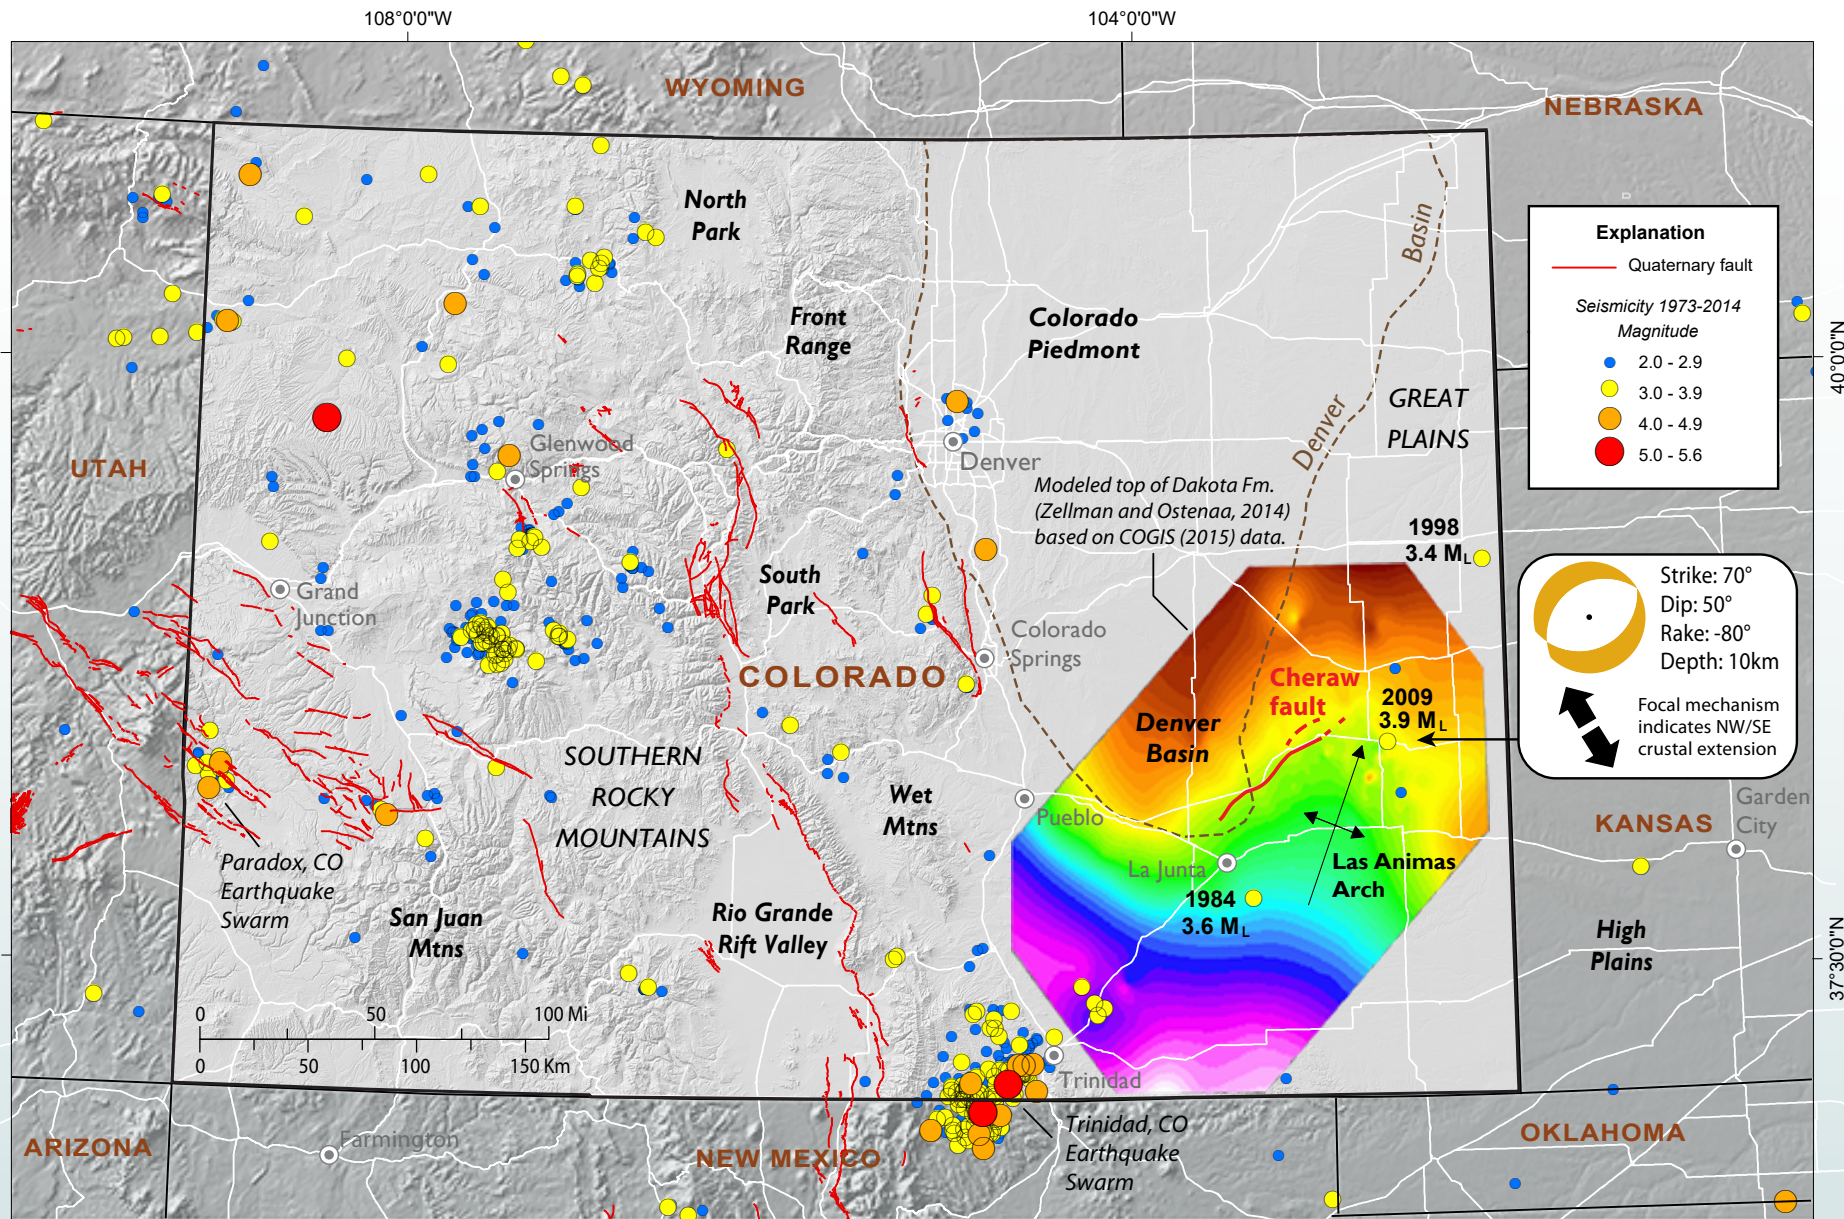 108°0'0"W
104°0'0"W
WYOMING
NEBRASKA
North
Park
Basin
Explanation
Quaternary fault
Seismicity 1973-2014
Magnitude
2.0 - 2.9
3.0 - 3.9
4.0 - 4.9
5.0 - 5.6
Front
Range
Colorado
Piedmont
40°0'0"N
GREAT
PLAINS
Denver
UTAH
Glenwood
Springs
Denver
Modeled top of Dakota Fm.
(Zellman and Ostenaa, 2014)
based on COGIS (2015) data.
1998
3.4 ML
Strike: 70°
Dip: 50°
Rake: -80°
Depth: 10km
Focal mechanism
indicates NW/SE
crustal extension
Grand
Junction
South
Park
Colorado
Springs
COLORADO
Cheraw
fault
2009
3.9 ML
Denver
Basin
SOUTHERN
ROCKY
MOUNTAINS
Wet
Mtns
Pueblo
Garden
City
KANSAS
La Junta
Las Animas
Arch
1984
3.6 ML
Paradox, CO
Earthquake
Swarm
San Juan
Mtns
Rio Grande
Rift Valley
High
Plains
37°30'0"N
0 50 100 Mi
0 50 100 150 Km
Trinidad
Trinidad, CO
Earthquake
Swarm
ARIZONA
Farmington
NEW MEXICO
OKLAHOMA